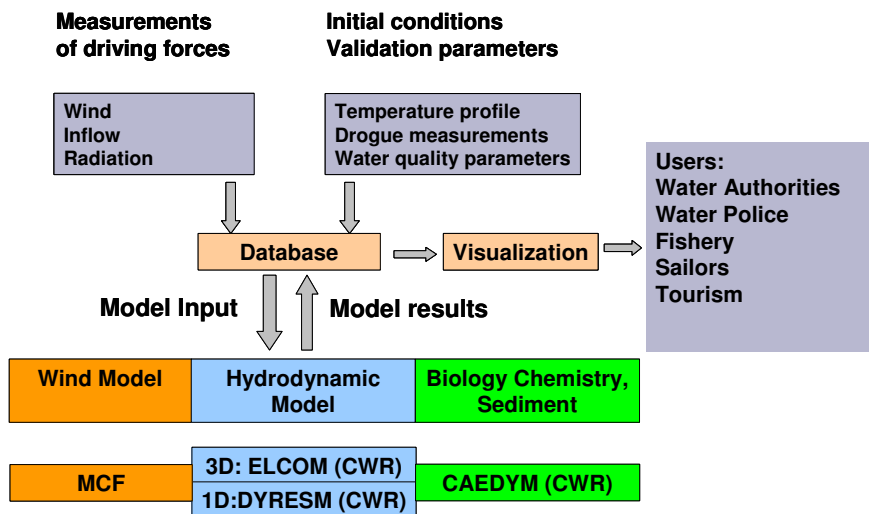 Measurements
of driving forces
Initial conditions
Validation parameters
Wind
Inflow
Radiation
Temperature profile
Drogue measurements
Water quality parameters
Users:
Water Authorities
Water Police
Fishery
Sailors
Tourism
Database
Visualization
Model Input
Model results
Wind Model
Hydrodynamic
Model
Biology Chemistry,
Sediment
MCF
3D: ELCOM (CWR)
1D:DYRESM (CWR)
CAEDYM (CWR)